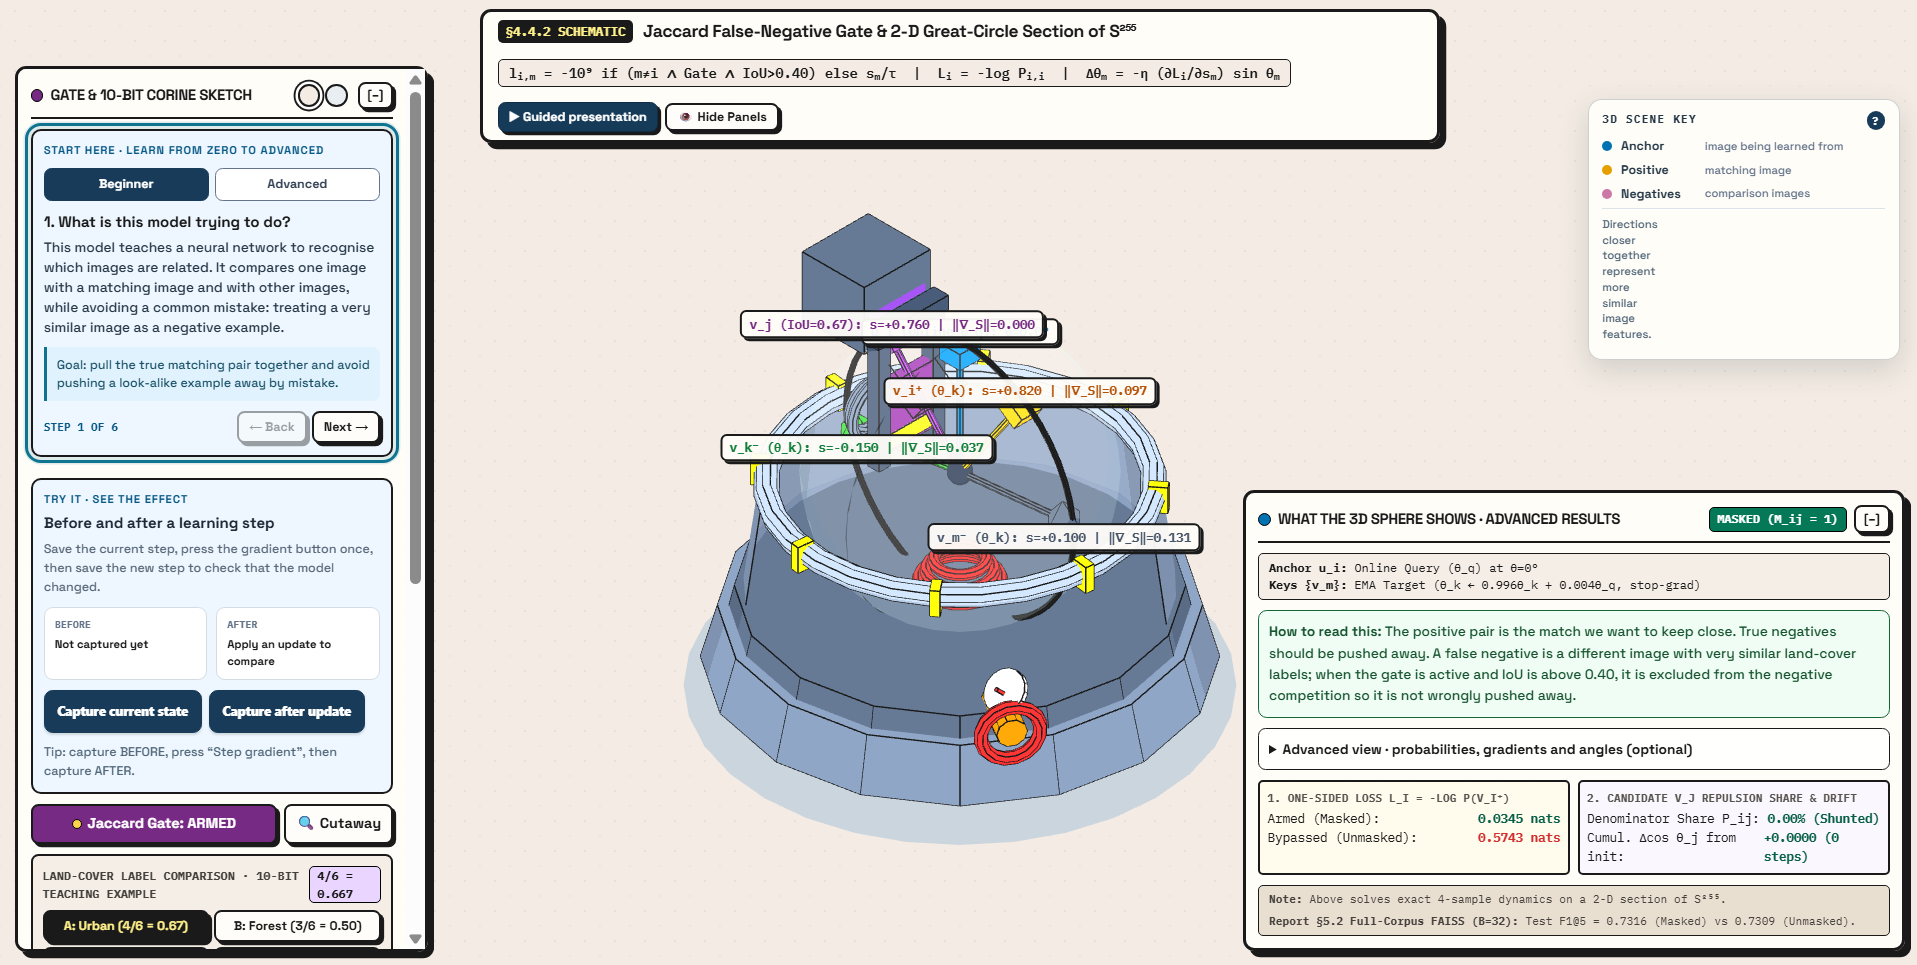 §4.4.2 SCHEMATIC Jaccard False-Negative Gate & 2-D Great-Circle Section of S²⁵⁵
lᵢ,ₘ = -10⁹ if (m≠i ∧ Gate ∧ IoU>0.40) else sₘ/τ | Lᵢ = -log Pᵢ,ᵢ | Δθₘ = -η (∂Lᵢ/∂sₘ) sin θₘ
▶ Guided presentation
Hide Panels
GATE & 10-BIT CORINE SKETCH
[-]
START HERE · LEARN FROM ZERO TO ADVANCED
Beginner
Advanced
1. What is this model trying to do?
This model teaches a neural network to recognise
which images are related. It compares one image
with a matching image and with other images,
while avoiding a common mistake: treating a very
similar image as a negative example.
Goal: pull the true matching pair together and avoid
pushing a look-alike example away by mistake.
STEP 1 OF 6
← Back
Next →
TRY IT · SEE THE EFFECT
Before and after a learning step
Save the current step, press the gradient button once,
then save the new step to check that the model
changed.
BEFORE
Not captured yet
AFTER
Apply an update to
compare
Capture current state
Capture after update
Tip: capture BEFORE, press “Step gradient”, then
capture AFTER.
Jaccard Gate: ARMED
Cutaway
LAND-COVER LABEL COMPARISON · 10-BIT
TEACHING EXAMPLE
4/6 =
0.667
A: Urban (4/6 = 0.67)
B: Forest (3/6 = 0.50)
v_j (IoU=0.67): s=+0.760 | ‖∇_S‖=0.000
v_i⁺ (θ_k): s=+0.820 | ‖∇_S‖=0.097
v_k⁻ (θ_k): s=-0.150 | ‖∇_S‖=0.037
v_m⁻ (θ_k): s=+0.100 | ‖∇_S‖=0.131
3D SCENE KEY
?
Anchor image being learned from
Positive matching image
Negatives comparison images
Directions
closer
together
represent
more
similar
image
features.
WHAT THE 3D SPHERE SHOWS · ADVANCED RESULTS
MASKED (M_ij = 1)
[-]
Anchor u_i: Online Query (θ_q) at θ=0°
Keys {v_m}: EMA Target (θ_k ← 0.996θ_k + 0.004θ_q, stop-grad)
How to read this: The positive pair is the match we want to keep close. True negatives
should be pushed away. A false negative is a different image with very similar land-cover
labels; when the gate is active and IoU is above 0.40, it is excluded from the negative
competition so it is not wrongly pushed away.
▶ Advanced view · probabilities, gradients and angles (optional)
1. ONE-SIDED LOSS L_I = -LOG P(V_I⁺)
Armed (Masked): 0.0345 nats
Bypassed (Unmasked): 0.5743 nats
2. CANDIDATE V_J REPULSION SHARE & DRIFT
Denominator Share P_ij: 0.00% (Shunted)
Cumul. Δcos θ_j from +0.0000 (0
init: steps)
Note: Above solves exact 4-sample dynamics on a 2-D section of S²⁵⁵.
Report §5.2 Full-Corpus FAISS (B=32): Test F1@5 = 0.7316 (Masked) vs 0.7309 (Unmasked).